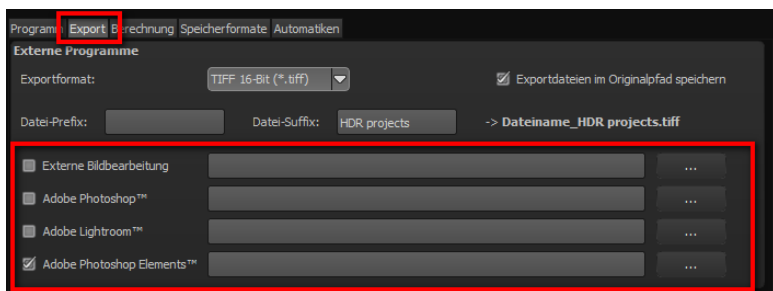 Programm Export Berechnung Speicherformate Automatiken
Externe Programme
Exportformat: TIFF 16-Bit (*.tiff) Exportdateien im Originalpfad speichern
Datei-Prefix: Datei-Suffix: HDR projects -> Dateiname_HDR projects.tiff
Externe Bildbearbeitung ...
Adobe Photoshop™ ...
Adobe Lightroom™ ...
Adobe Photoshop Elements™ ...